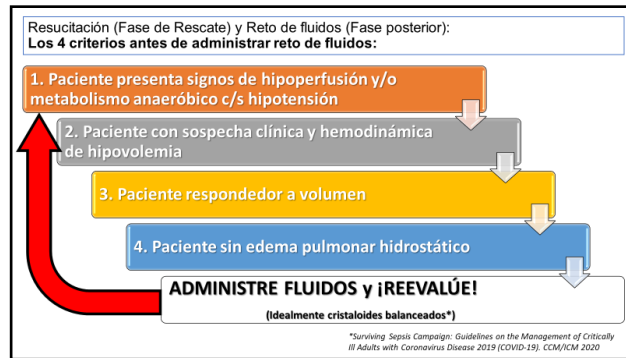 Resucitación (Fase de Rescate) y Reto de fluidos (Fase posterior):
Los 4 criterios antes de administrar reto de fluidos:
1. Paciente presenta signos de hipoperfusión y/o
metabolismo anaeróbico c/s hipotensión
2. Paciente con sospecha clínica y hemodinámica
de hipovolemia
3. Paciente respondedor a volumen
4. Paciente sin edema pulmonar hidrostático
ADMINISTRE FLUIDOS y ¡REEVALÚE!
(Idealmente cristaloides balanceados*)
*Surviving Sepsis Campaign: Guidelines on the Management of Critically
Ill Adults with Coronavirus Disease 2019 (COVID-19). CCM/ICM 2020